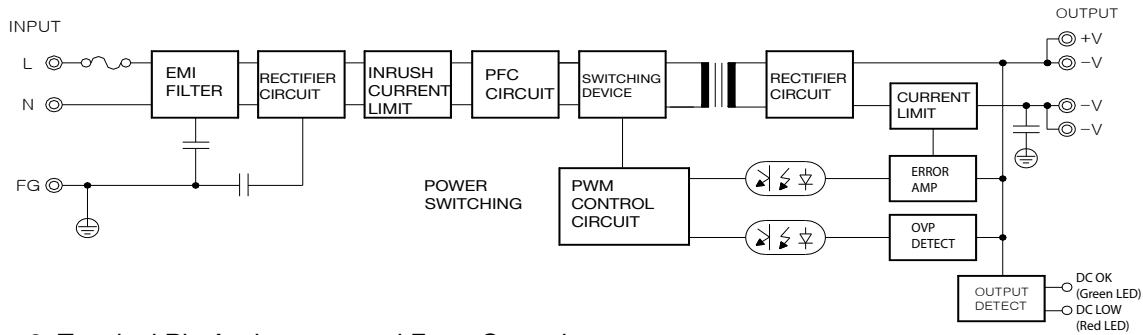 INPUT
OUTPUT
L
N
FG
EMI
FILTER
RECTIFIER
CIRCUIT
INRUSH
CURRENT
LIMIT
PFC
CIRCUIT
SWITCHING
DEVICE
RECTIFIER
CIRCUIT
CURRENT
LIMIT
+V
−V
−V
−V
POWER
SWITCHING
PWM
CONTROL
CIRCUIT
ERROR
AMP
OVP
DETECT
OUTPUT
DETECT
DC OK
(Green LED)
DC LOW
(Red LED)